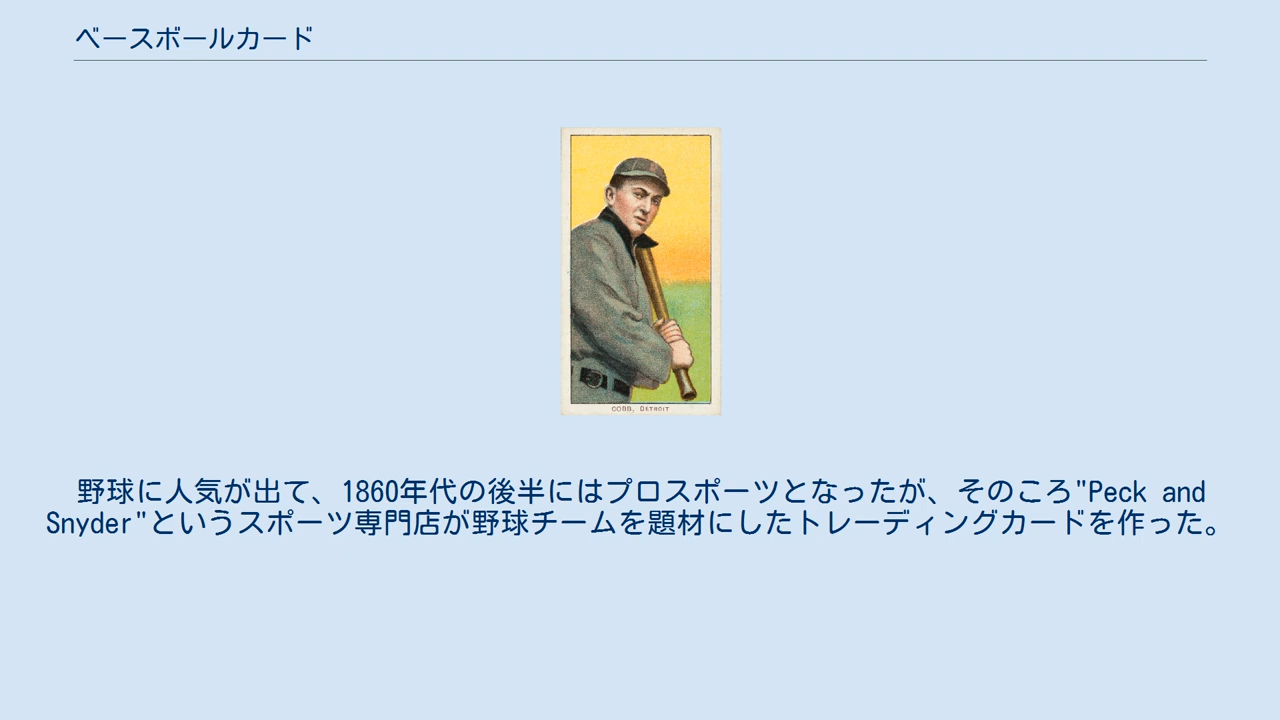 ベースボールカード
COBB, DETROIT
野球に人気が出て、1860年代の後半にはプロスポーツとなったが、そのころ"Peck and
Snyder"というスポーツ専門店が野球チームを題材にしたトレーディングカードを作った。